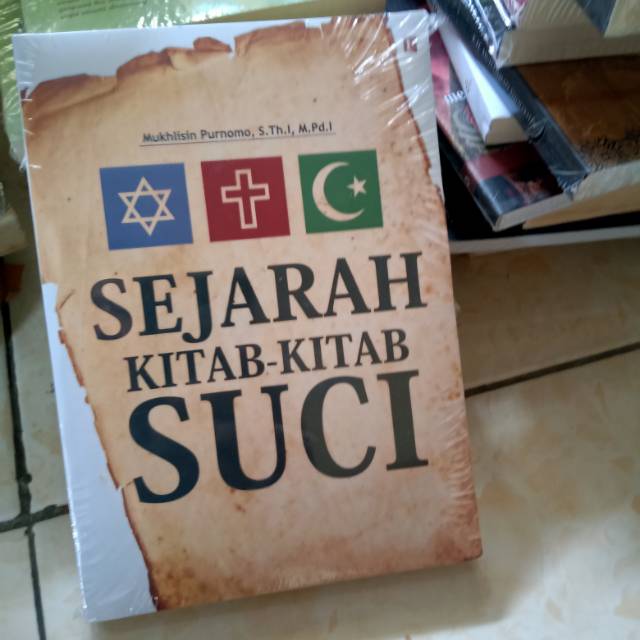 Mukhlisin Purnomo, S.Th.I, M.Pd.I
SEJARAH
KITAB-KITAB
SUCI